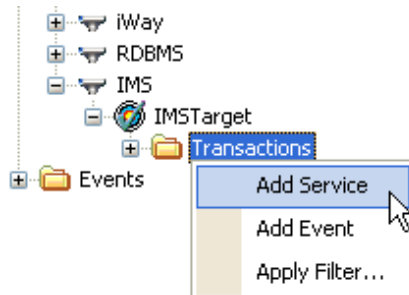 iWay
RDBMS
IMS
IMSTarget
Transactions
Events
Add Service
Add Event
Apply Filter...